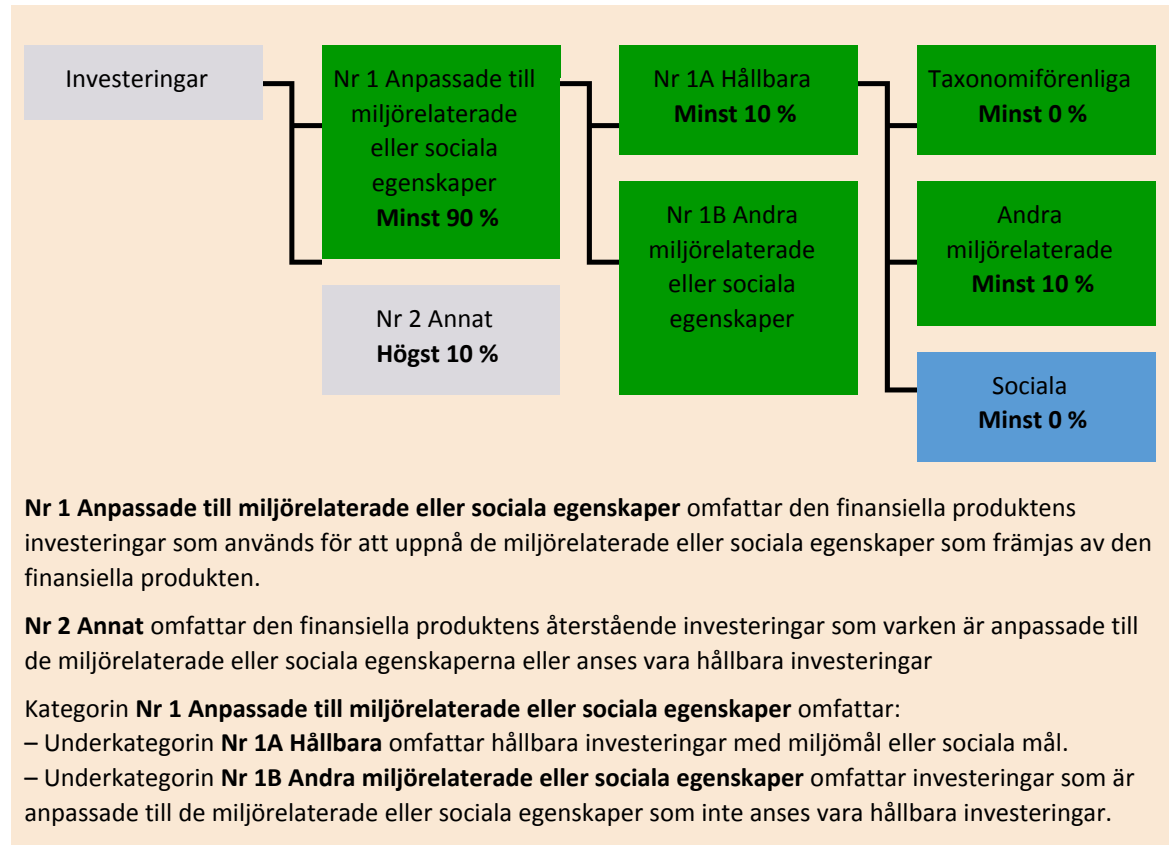 Investeringar
Nr 1 Anpassade till
miljörelaterade
eller sociala
egenskaper
Minst 90 %
Nr 2 Annat
Högst 10 %
Nr 1A Hållbara
Minst 10 %
Nr 1B Andra
miljörelaterade
eller sociala
egenskaper
Taxonomiförenliga
Minst 0 %
Andra
miljörelaterade
Minst 10 %
Sociala
Minst 0 %
Nr 1 Anpassade till miljörelaterade eller sociala egenskaper omfattar den finansiella produktens
investeringar som används för att uppnå de miljörelaterade eller sociala egenskaper som främjas av den
finansiella produkten.
Nr 2 Annat omfattar den finansiella produktens återstående investeringar som varken är anpassade till
de miljörelaterade eller sociala egenskaperna eller anses vara hållbara investeringar
Kategorin Nr 1 Anpassade till miljörelaterade eller sociala egenskaper omfattar:
– Underkategorin Nr 1A Hållbara omfattar hållbara investeringar med miljömål eller sociala mål.
– Underkategorin Nr 1B Andra miljörelaterade eller sociala egenskaper omfattar investeringar som är
anpassade till de miljörelaterade eller sociala egenskaper som inte anses vara hållbara investeringar.